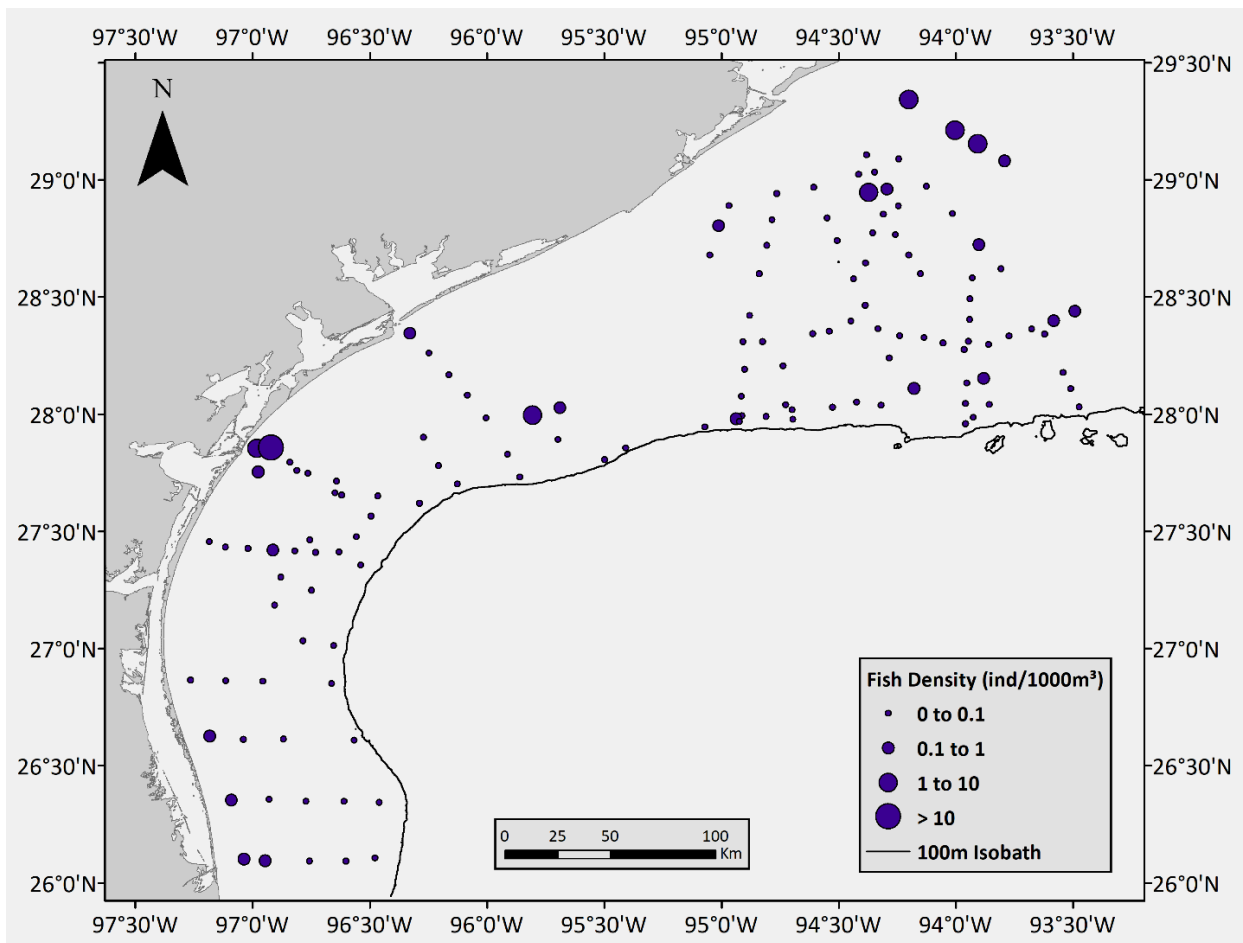 97°30'W 97°0'W 96°30'W 96°0'W 95°30'W 95°0'W 94°30'W 94°0'W 93°30'W
29°30'N
N
29°0'N 29°0'N
28°30'N 28°30'N
28°0'N 28°0'N
27°30'N 27°30'N
27°0'N 27°0'N
Fish Density (ind/1000m³)
0 to 0.1
0.1 to 1
26°30'N 26°30'N
1 to 10
> 10
0 25 50 100
Km
100m Isobath
26°0'N 26°0'N
97°30'W 97°0'W 96°30'W 96°0'W 95°30'W 95°0'W 94°30'W 94°0'W 93°30'W